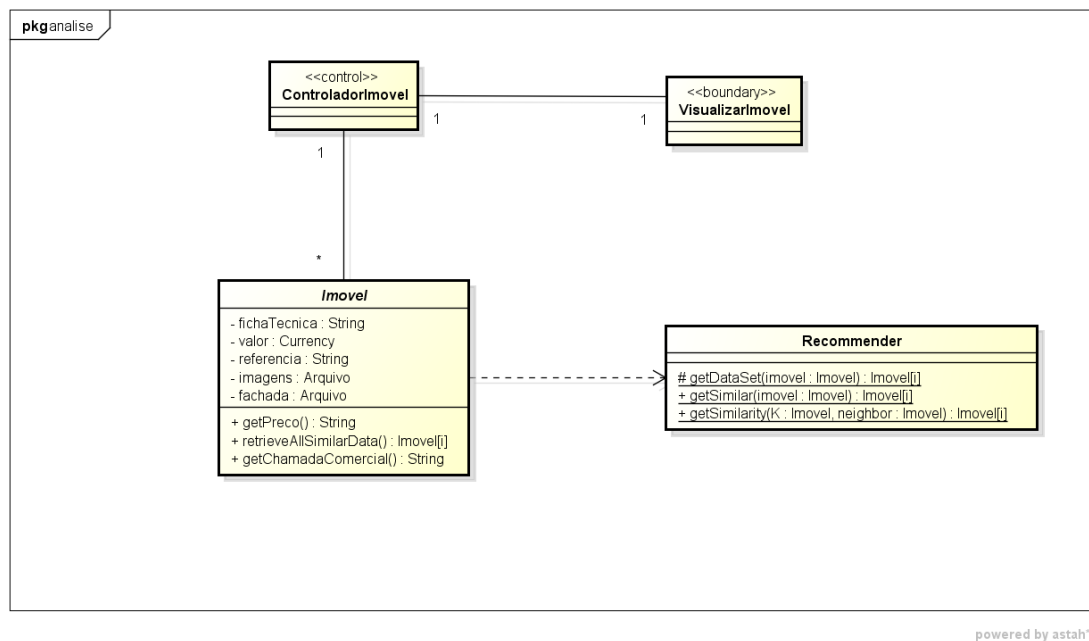 pkg analise
<<control>>
ControladorImovel
<<boundary>>
VisualizarImovel
1
1
1
*
Imovel
- fichaTecnica : String
- valor : Currency
- referencia : String
- imagens : Arquivo
- fachada : Arquivo
+ getPreco() : String
+ retrieveAllSimilarData() : Imovel[i]
+ getChamadaComercial() : String
Recommender
# getDataSet(imovel : Imovel) : Imovel[i]
+ getSimilar(imovel : Imovel) : Imovel[i]
+ getSimilarity(K : Imovel, neighbor : Imovel) : Imovel[i]
powered by astah*